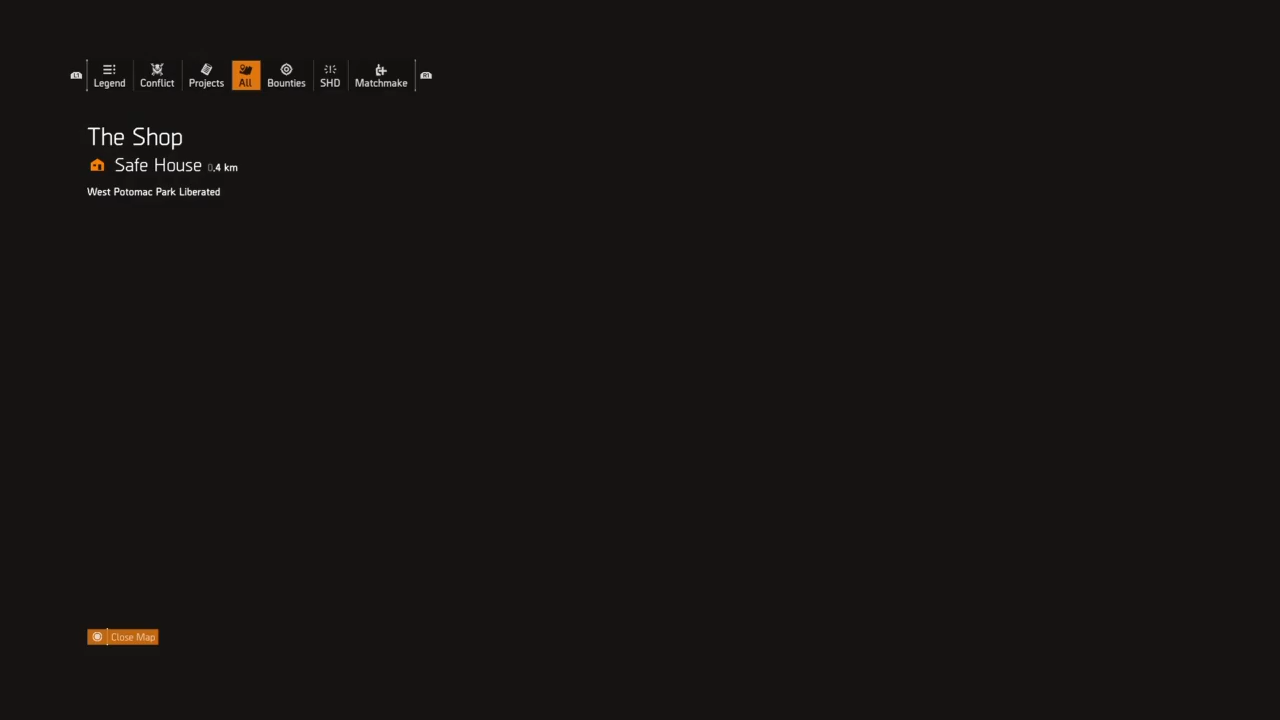 Legend Conflict Projects All Bounties SHD Matchmake
The Shop
Safe House 0.4 km
West Potomac Park Liberated
Close Map